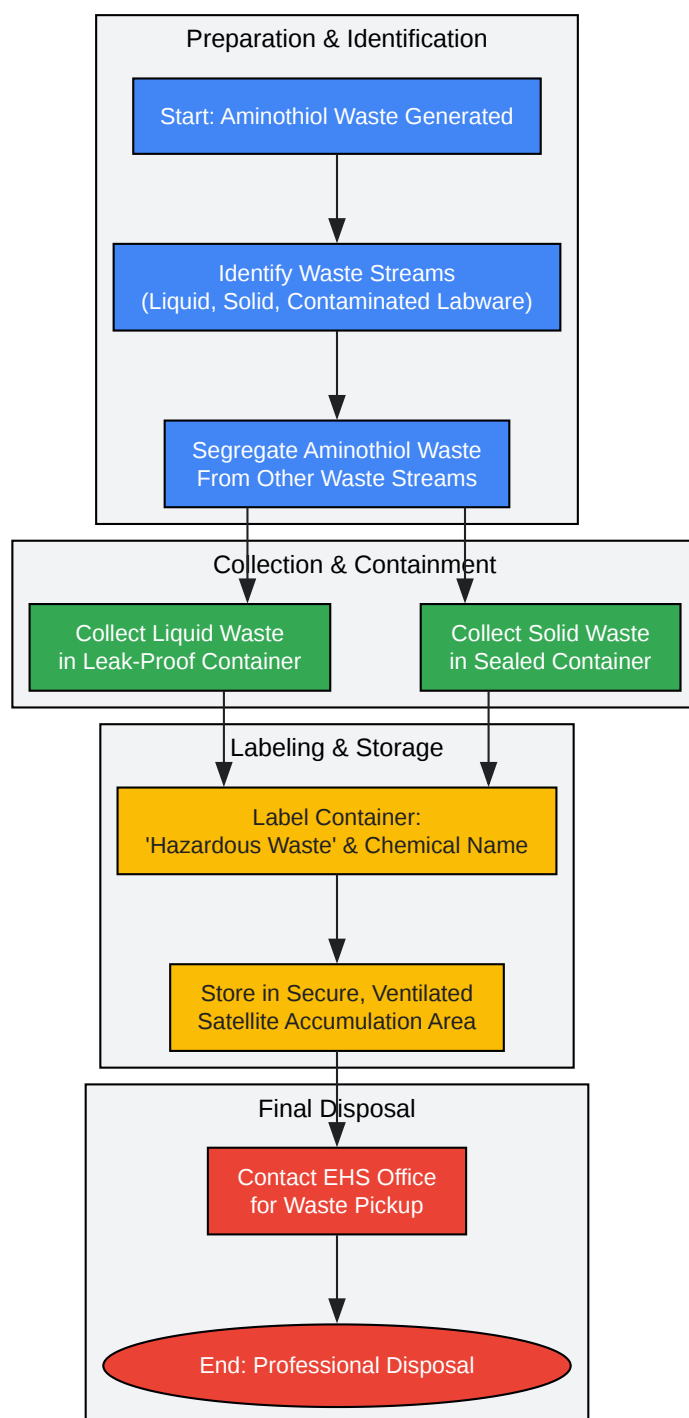 Preparation & Identification
Start: Aminothiol Waste Generated
Identify Waste Streams
(Liquid, Solid, Contaminated Labware)
Segregate Aminothiol Waste
From Other Waste Streams
Collection & Containment
Collect Liquid Waste
in Leak-Proof Container
Collect Solid Waste
in Sealed Container
Labeling & Storage
Label Container:
'Hazardous Waste' & Chemical Name
Store in Secure, Ventilated
Satellite Accumulation Area
Final Disposal
Contact EHS Office
for Waste Pickup
End: Professional Disposal